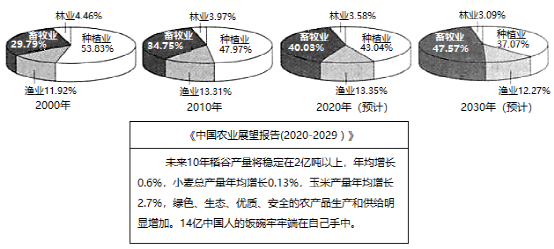 林业4.46%
畜牧业
29.79%
种植业
53.83%
渔业11.92%
2000年
林业3.97%
畜牧业
34.75%
种植业
47.97%
渔业13.31%
2010年
林业3.58%
畜牧业
40.03%
种植业
43.04%
渔业13.35%
2020年（预计）
林业3.09%
畜牧业
47.57%
种植业
37.07%
渔业12.27%
2030年（预计）
《中国农业展望报告(2020-2029）》
未来10年稻谷产量将稳定在2亿吨以上，年均增长
0.6%，小麦总产量年均增长0.13%，玉米产量年均增长
2.7%，绿色、生态、优质、安全的农产品生产和供给明
显增加。14亿中国人的饭碗牢牢端在自己手中。